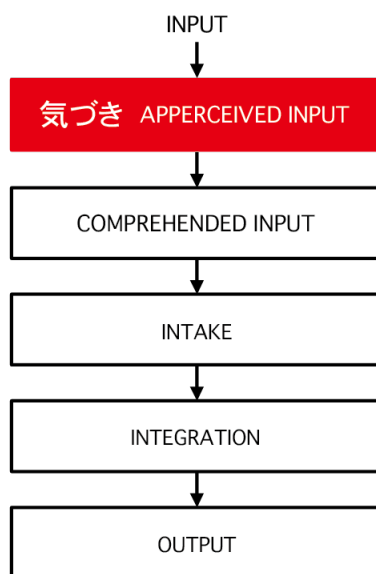 INPUT
気づき APPERCEIVED INPUT
COMPREHENDED INPUT
INTAKE
INTEGRATION
OUTPUT